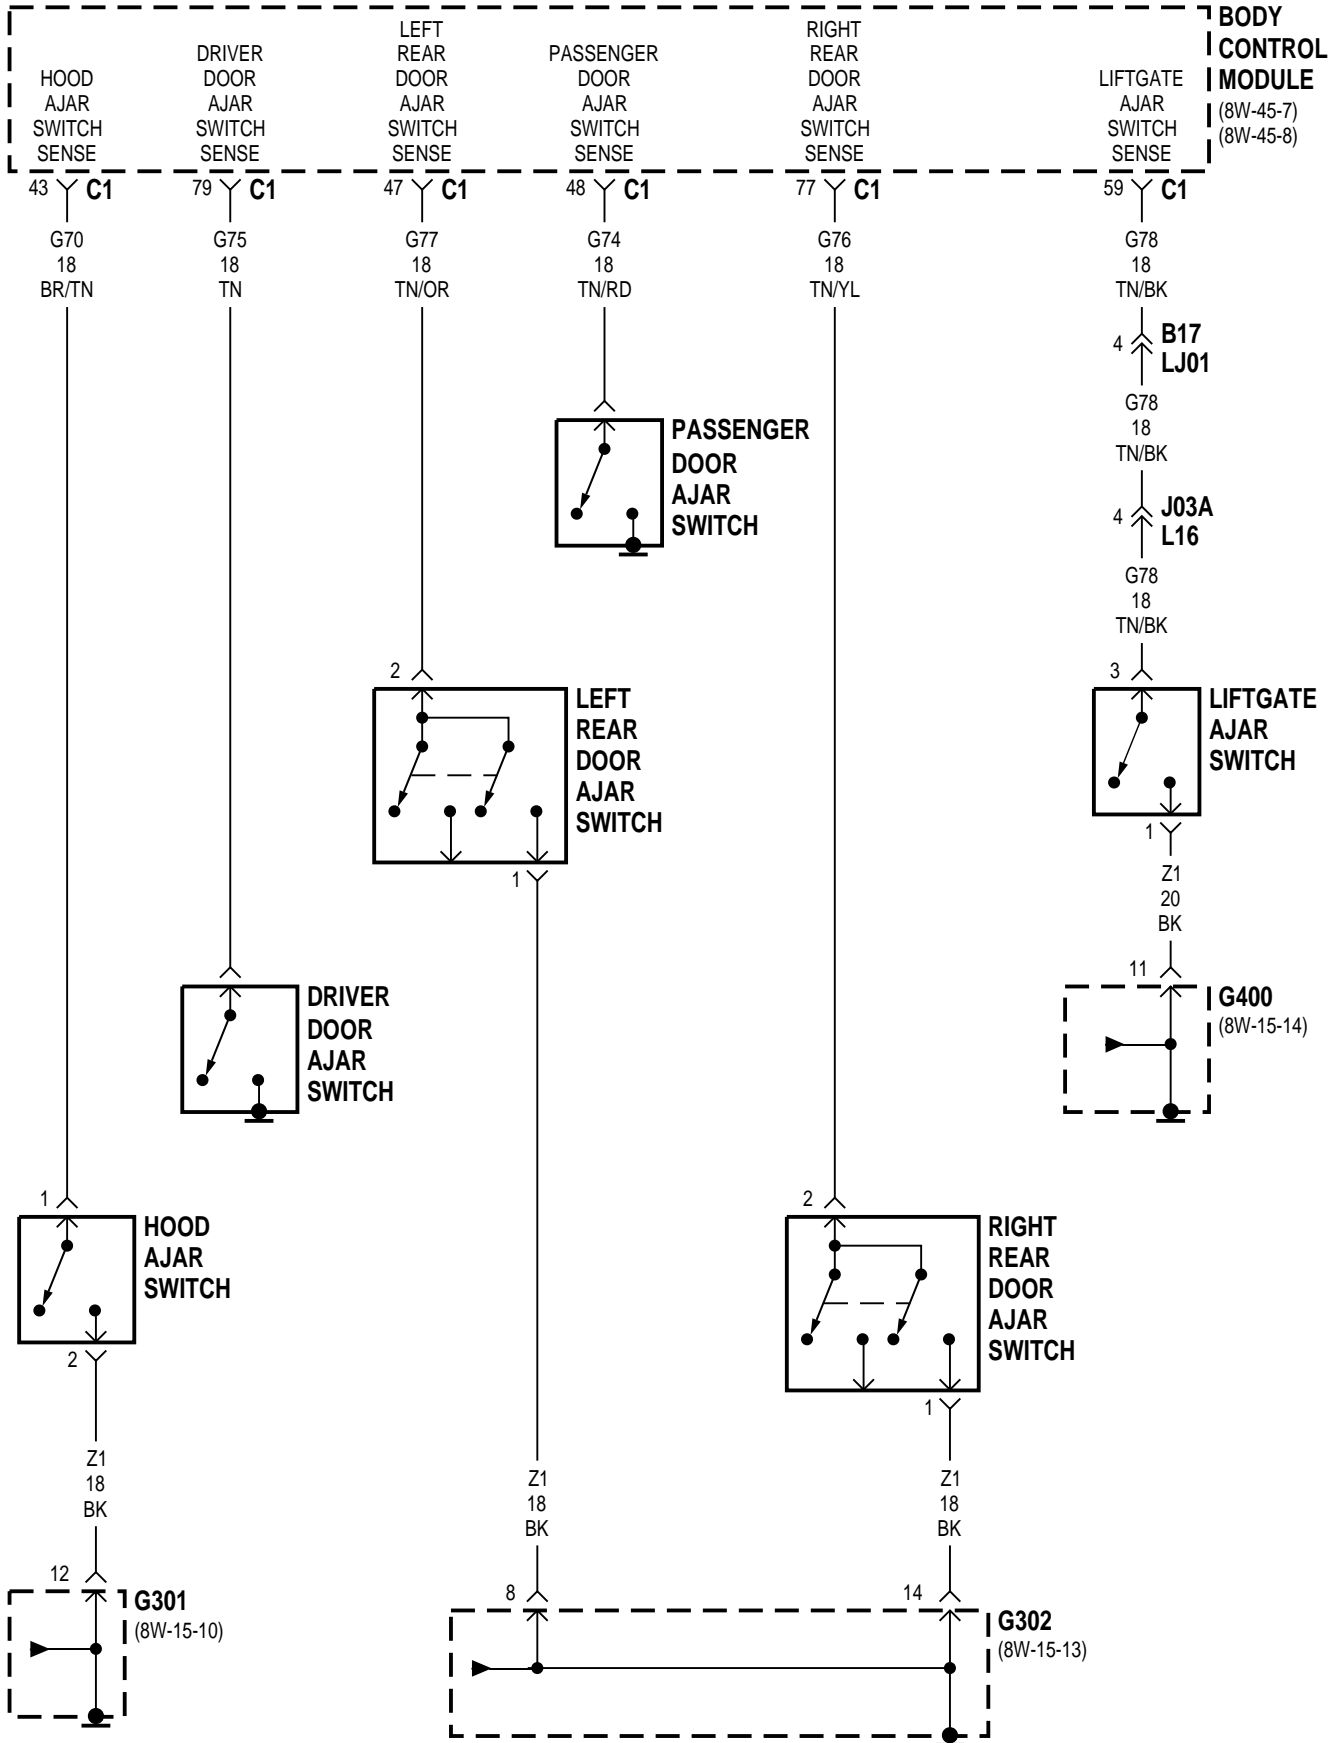 BODY
CONTROL
MODULE
(8W-45-7)
(8W-45-8)
HOOD
AJAR
SWITCH
SENSE
DRIVER
DOOR
AJAR
SWITCH
SENSE
LEFT
REAR
DOOR
AJAR
SWITCH
SENSE
PASSENGER
DOOR
AJAR
SWITCH
SENSE
RIGHT
REAR
DOOR
AJAR
SWITCH
SENSE
LIFTGATE
AJAR
SWITCH
SENSE
43 C1
79 C1
47 C1
48 C1
77 C1
59 C1
G70
18
BR/TN
G75
18
TN
G77
18
TN/OR
G74
18
TN/RD
G76
18
TN/YL
G78
18
TN/BK
4
B17
LJ01
G78
18
TN/BK
4
J03A
L16
G78
18
TN/BK
PASSENGER
DOOR
AJAR
SWITCH
2
LEFT
REAR
DOOR
AJAR
SWITCH
1
3
LIFTGATE
AJAR
SWITCH
1
Z1
20
BK
11
G400
(8W-15-14)
DRIVER
DOOR
AJAR
SWITCH
1
HOOD
AJAR
SWITCH
2
2
RIGHT
REAR
DOOR
AJAR
SWITCH
1
Z1
18
BK
Z1
18
BK
Z1
18
BK
12
G301
(8W-15-10)
8
14
G302
(8W-15-13)